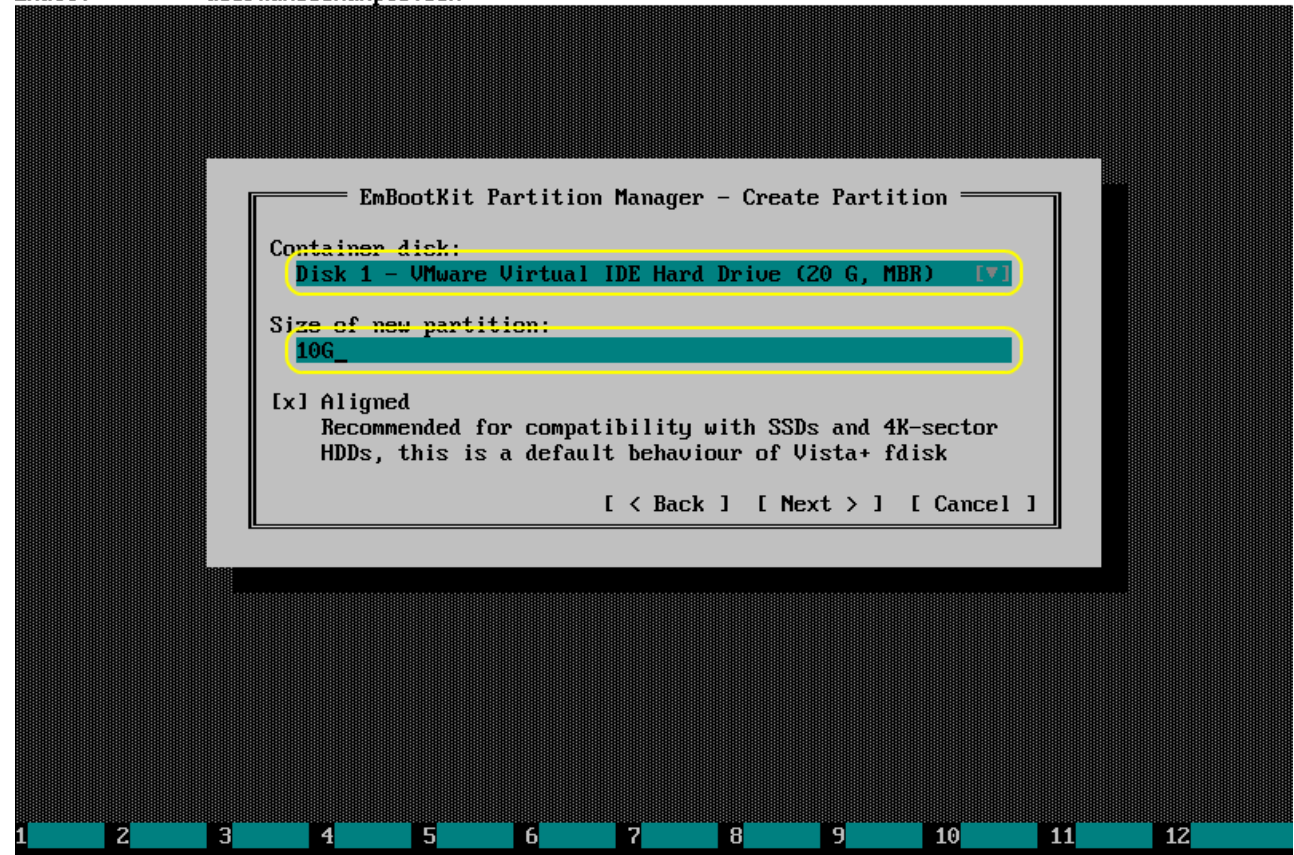 EmBootKit Partition Manager - Create Partition
Container disk:
Disk 1 - VMware Virtual IDE Hard Drive (20 G, MBR) [▼]
Size of new partition:
10G_
[x] Aligned
Recommended for compatibility with SSDs and 4K-sector
HDDs, this is a default behaviour of Vista+ fdisk
[ < Back ] [ Next > ] [ Cancel ]
1 2 3 4 5 6 7 8 9 10 11 12